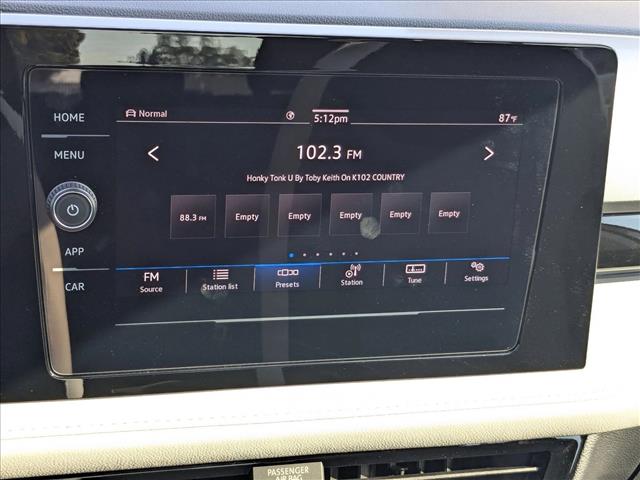 HOME
MENU
APP
CAR
Normal
5:12pm
87°F
102.3 FM
Honky Tonk U By Toby Keith On K102 COUNTRY
88.3 FM
Empty
Empty
Empty
Empty
Empty
FM
Source
Station list
Presets
Station
Tune
Settings
PASSENGER
AIR BAG